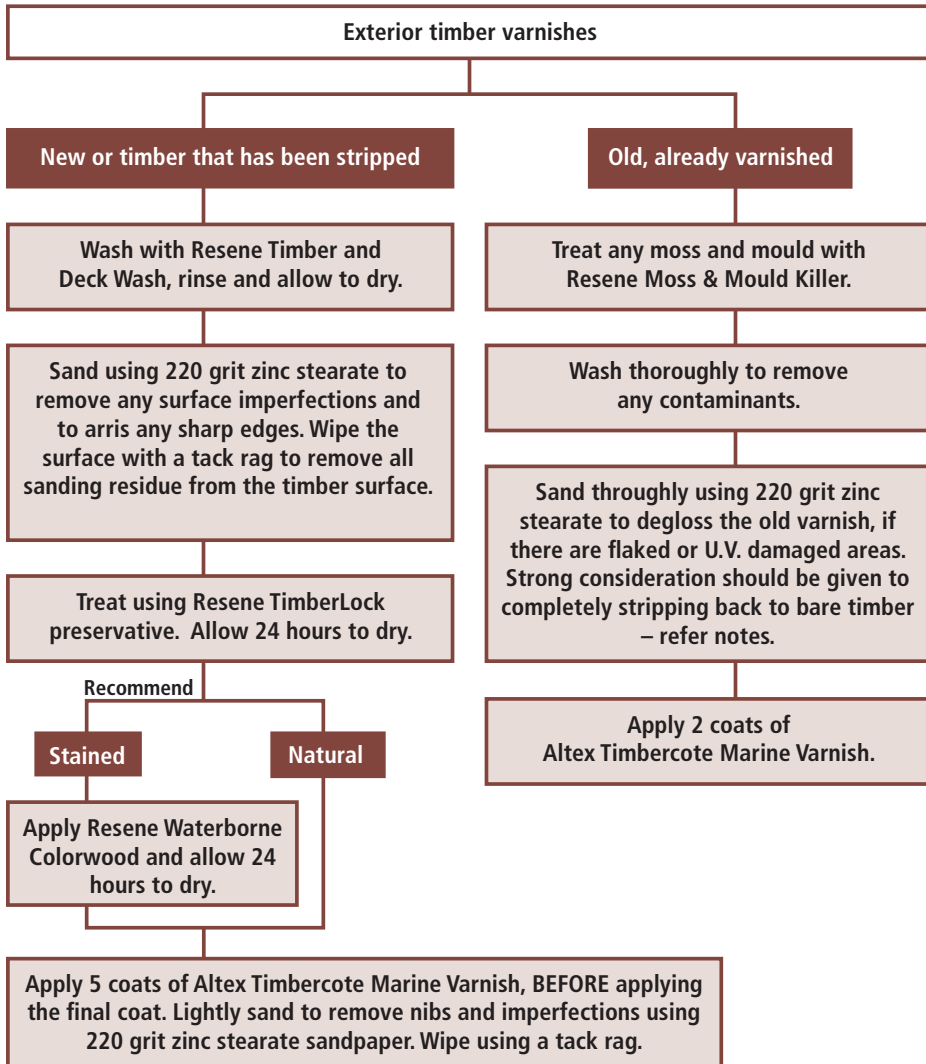 Exterior timber varnishes
New or timber that has been stripped
Wash with Resene Timber and
Deck Wash, rinse and allow to dry.
Sand using 220 grit zinc stearate to
remove any surface imperfections and
to arris any sharp edges. Wipe the
surface with a tack rag to remove all
sanding residue from the timber surface.
Treat using Resene TimberLock
preservative. Allow 24 hours to dry.
Recommend
Stained
Natural
Apply Resene Waterborne
Colorwood and allow 24
hours to dry.
Apply 5 coats of Altex Timbercote Marine Varnish, BEFORE applying
the final coat. Lightly sand to remove nibs and imperfections using
220 grit zinc stearate sandpaper. Wipe using a tack rag.
Old, already varnished
Treat any moss and mould with
Resene Moss & Mould Killer.
Wash thoroughly to remove
any contaminants.
Sand throughly using 220 grit zinc
stearate to degloss the old varnish, if
there are flaked or U.V. damaged areas.
Strong consideration should be given to
completely stripping back to bare timber
– refer notes.
Apply 2 coats of
Altex Timbercote Marine Varnish.